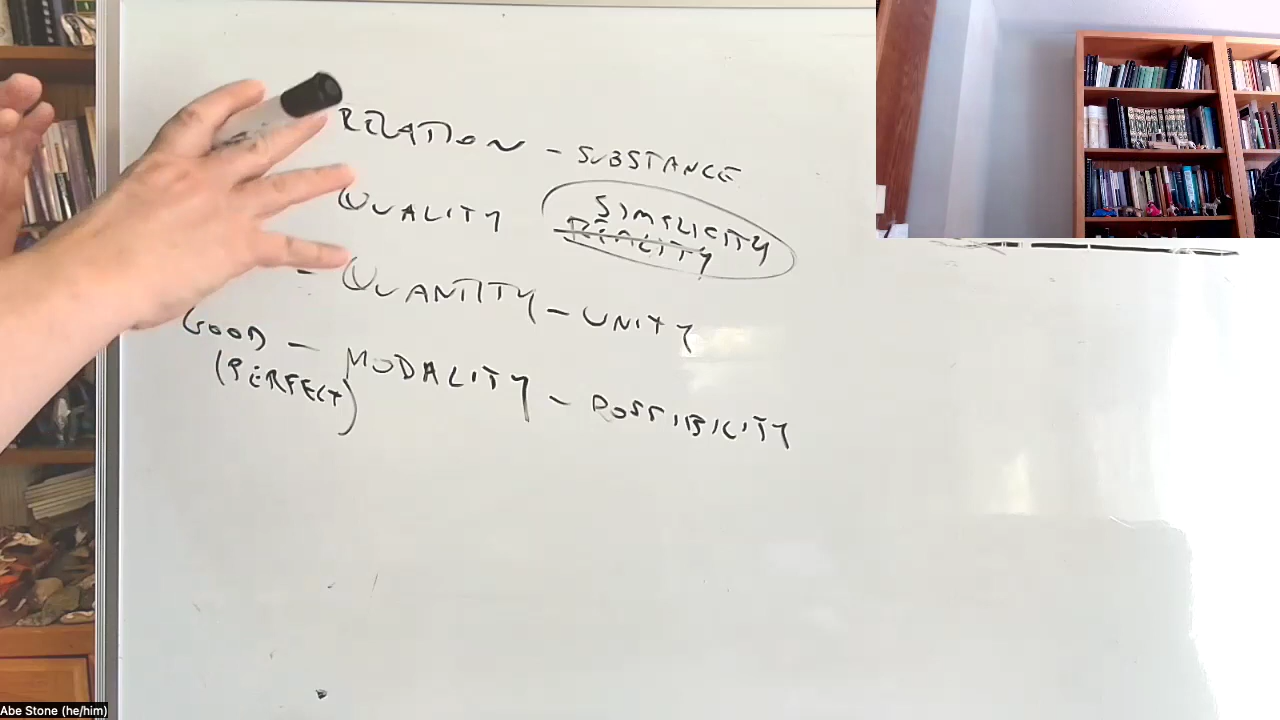 RELATION - SUBSTANCE
QUALITY
SIMPLICITY
REALITY
- QUANTITY - UNITY
GOOD - MODALITY - POSSIBILITY
(PERFECT)
Abe Stone (he/him)